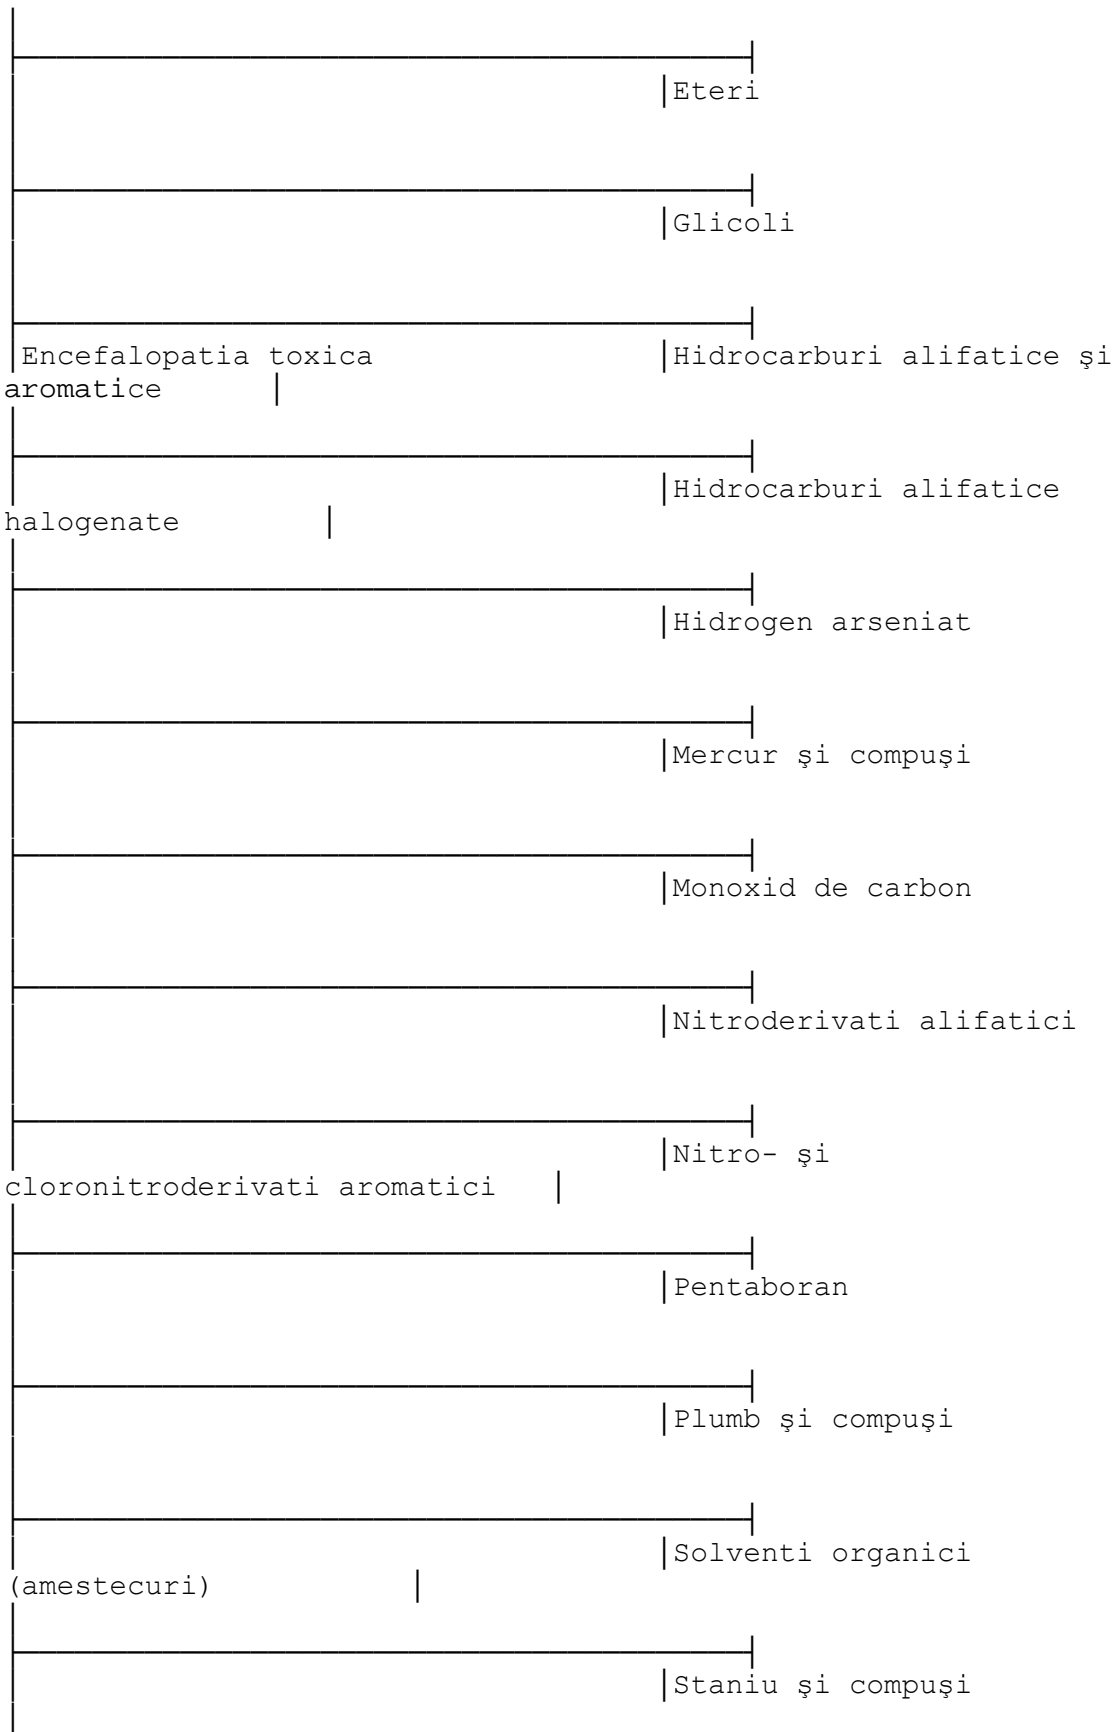 Eteri
Glicoli
Encefalopatia toxica Hidrocarburi alifatice şi
aromatice
Hidrocarburi alifatice
halogenate
Hidrogen arseniat
Mercur şi compuşi
Monoxid de carbon
Nitroderivati alifatici
Nitro- şi
cloronitroderivati aromatici
Pentaboran
Plumb şi compuşi
Solventi organici
(amestecuri)
Staniu şi compuşi